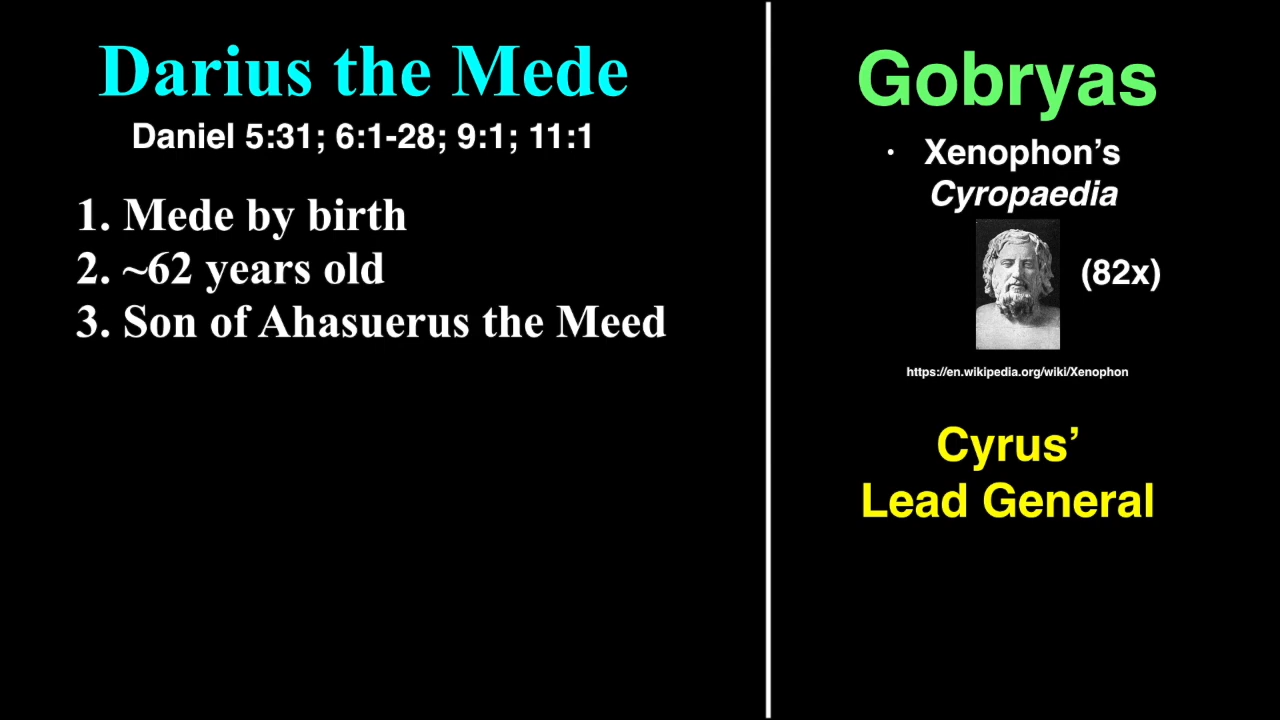 Darius the Mede
Daniel 5:31; 6:1-28; 9:1; 11:1
1. Mede by birth
2. ~62 years old
3. Son of Ahasuerus the Meed
Gobryas
• Xenophon’s
Cyropaedia
(82x)
https://en.wikipedia.org/wiki/Xenophon
Cyrus’
Lead General